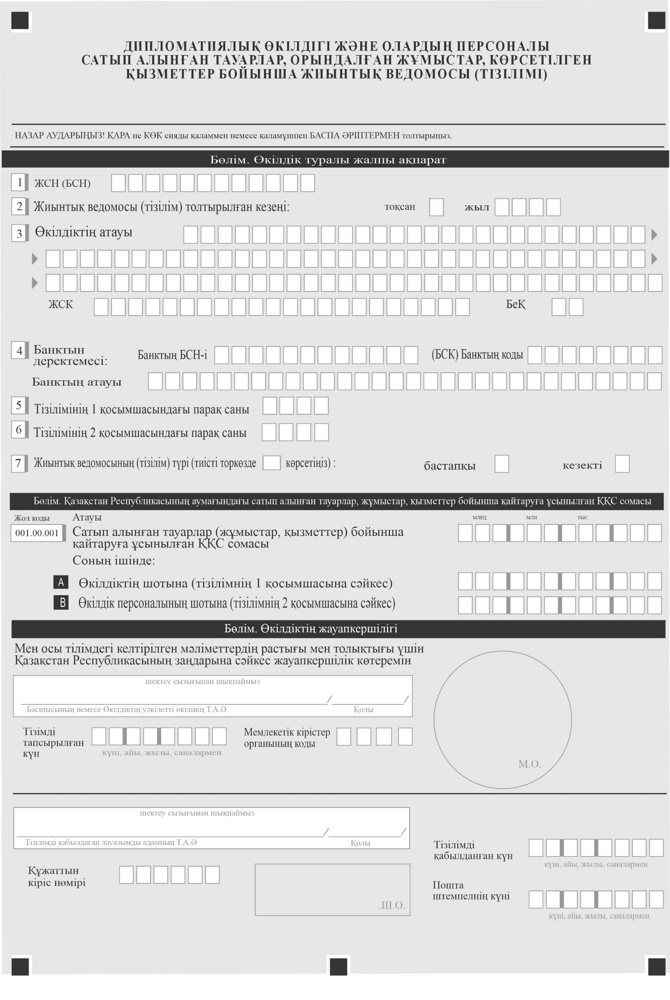 ДИПЛОМАТИЯЛЫҚ ӨКІЛДІГІ ЖӘНЕ ОЛАРДЫҢ ПЕРСОНАЛЫ
САТЫП АЛЫНҒАН ТАУАРЛАР, ОРЫНДАЛҒАН ЖҰМЫСТАР, КӨРСЕТІЛГЕН
ҚЫЗМЕТТЕР БОЙЫНША ЖИЫНТЫҚ ВЕДОМОСЫ (ТІЗІЛІМІ)
НАЗАР АУДАРЫҢЫЗ! ҚАРА не КӨК сияды қаламмен немесе қаламұшпен БАСПА ӘРІПТЕРМЕН толтырыңыз.
Бөлім. Өкілдік туралы жалпы ақпарат
1 ЖСН (БСН)
2 Жиынтық ведомосы (тізілім) толтырылған кезеңі: тоқсан жыл
3 Өкілдіктің атауы
ЖСК БеҚ
4 Банктын
деректемесі: Банктың БСН-і (БСК) Банктың коды
Банктың атауы
5 Тізілімінің 1 қосымшасындағы парақ саны
6 Тізілімінің 2 қосымшасындағы парақ саны
7 Жиынтық ведомосының (тізілім) түрі (тиісті торкөзде көрсетіңіз) : бастапқы кезекті
Бөлім. Қазақстан Республикасының аумағындағы сатып алынған тауарлар, жұмыстар, қызметтер бойынша қайтаруға ұсынылған ҚҚС сомасы
Жол коды Атауы МЛРД. МЛН. ТЫС.
001.00.001 Сатып алынған тауарлар (жұмыстар, қызметтер) бойынша
қайтаруға ұсынылған ҚҚС сомасы
Соның ішінде:
A Өкілдіктің шотына (тізілімнің 1 қосымшасына сәйкес)
B Өкілдік персоналының шотына (тізілімнің 2 қосымшасына сәйкес)
Бөлім. Өкілдіктің жауапкершілігі
Мен осы тілімдегі келтірілген мәліметтердің растығы мен толықтығы үшін
Қазақстан Республикасының заңдарына сәйкес жауапкершілік көтеремін
шектеу сызығынан шықпаймыз
/ /
Басшысының немесе Өкілдіктің уәкілетті өкілінің Т.А.Ә. Қолы
Тізімді
тапсырылған
күн
күні, айы, жылы, саналармен
Мемлекетік кірістер
органының коды
М.О.
шектеу сызығынан шықпаймыз
/ /
Тізілімді қабылдаған лауазымды адамның Т.А.Ә Қолы
Тізілімді
қабылданған күн
күні, айы, жылы, саналармен
Құжаттын
кіріс нөмірі
.Ш.О.
Пошта
штемпелнің күні
күні, айы, жылы, саналармен